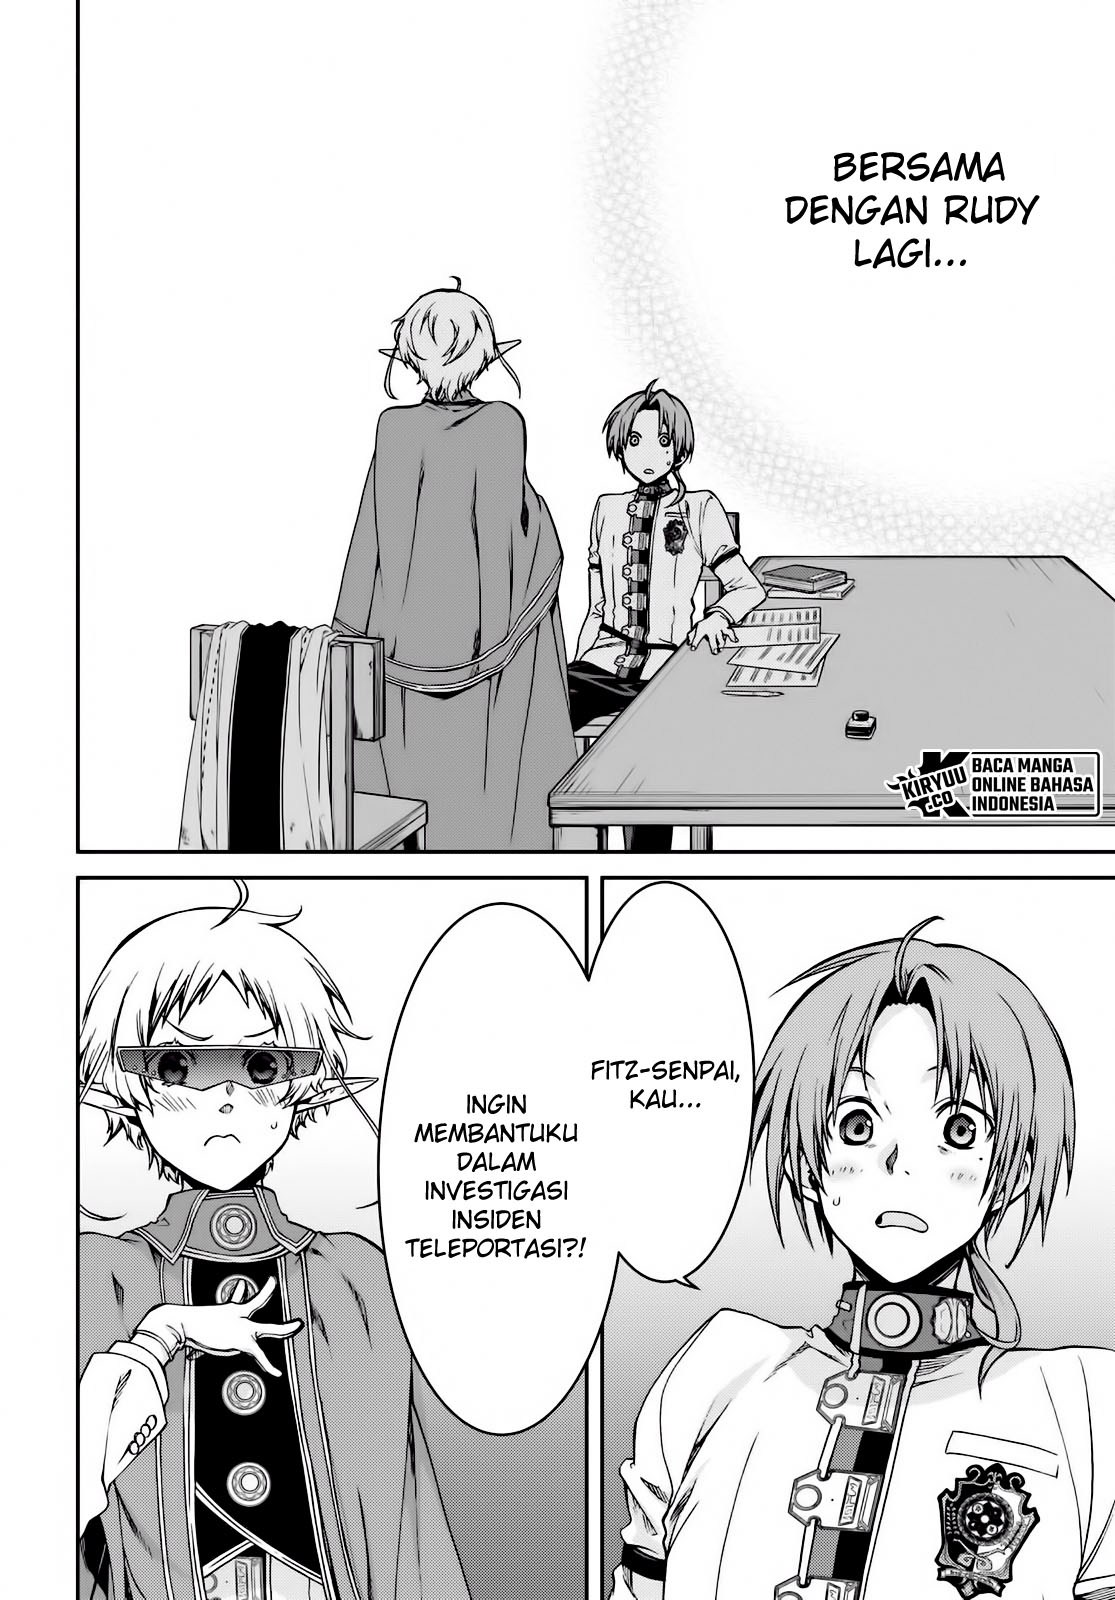 BERSAMA
DENGAN RUDY
LAGI...
KIRYUU
.CO
BACA MANGA
ONLINE BAHASA
INDONESIA
FITZ-SENPAI,
KAU...
INGIN
MEMBANTUKU
DALAM
INVESTIGASI
INSIDEN
TELEPORTASI?!